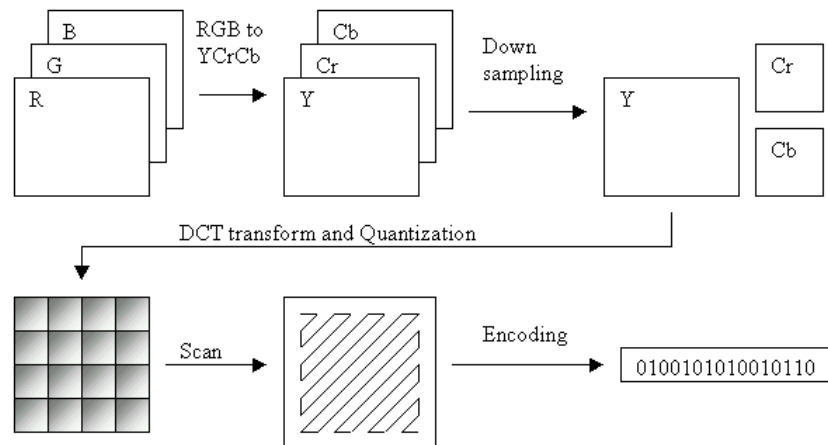 B
G
R
RGB to
YCrCb
Cb
Cr
Y
Down
sampling
Y
Cr
Cb
DCT transform and Quantization
Scan
Encoding
0100101010010110